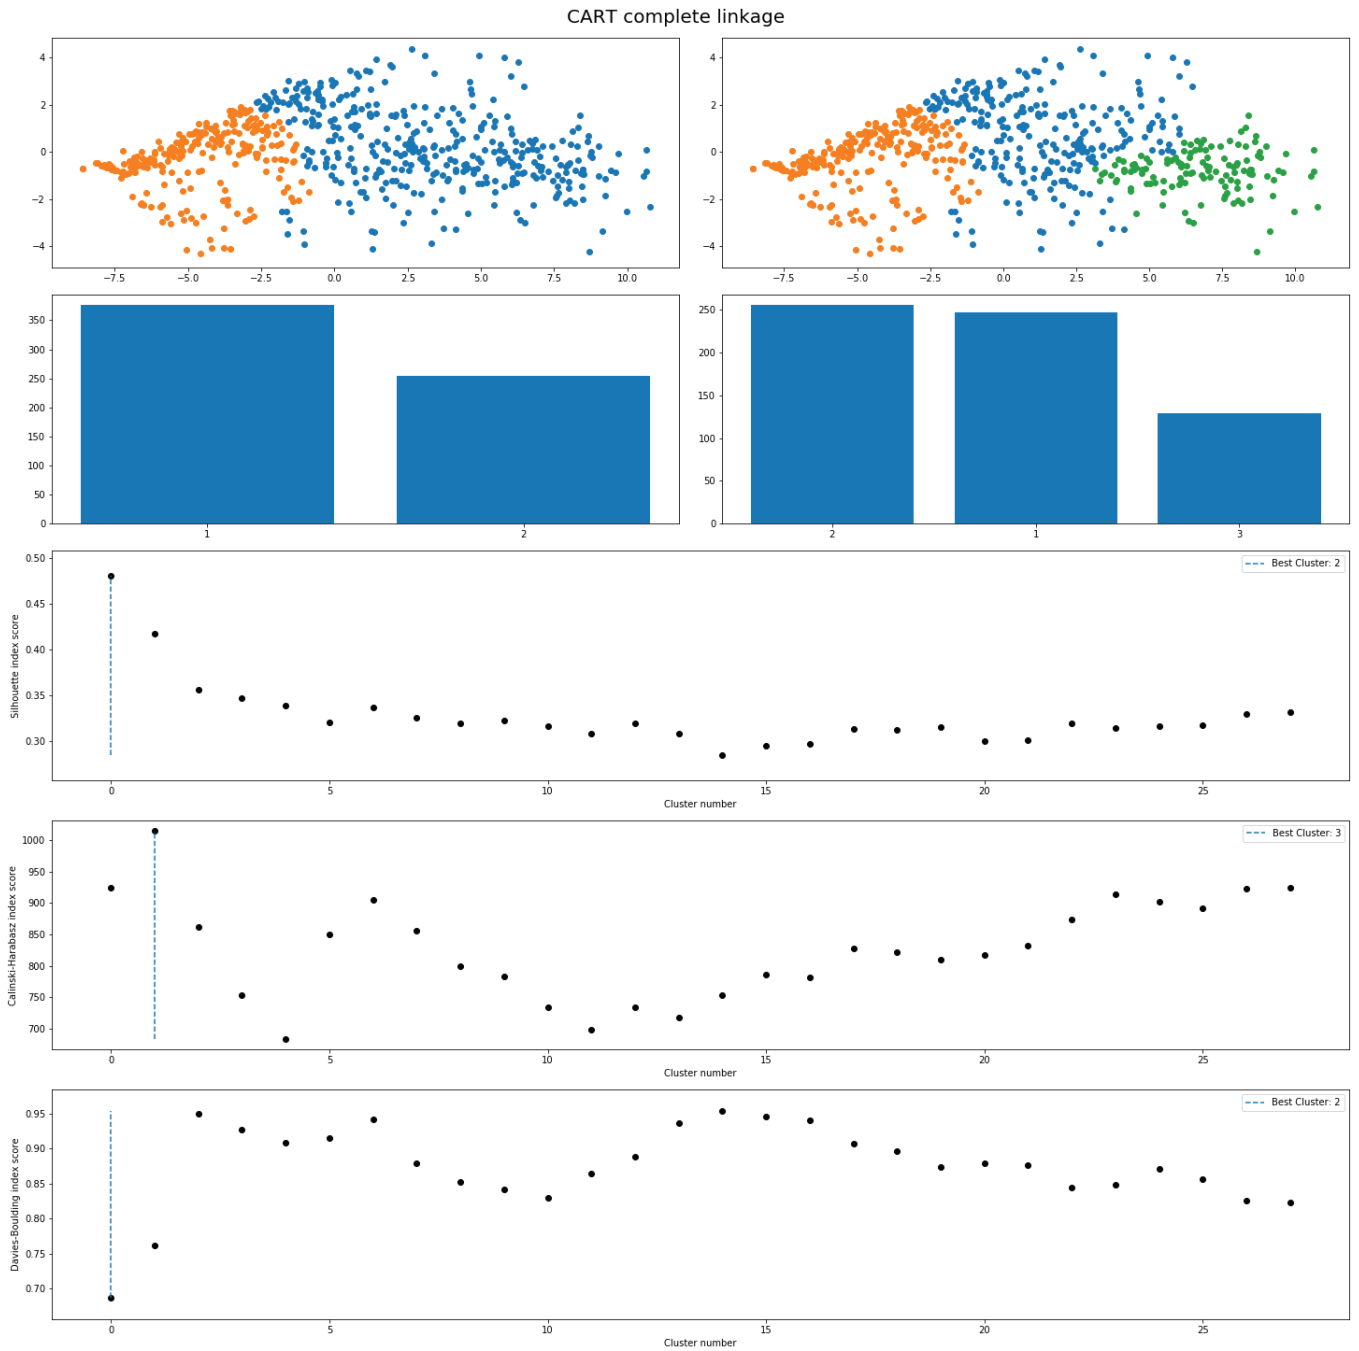 CART complete linkage
4
2
0
−2
−4
−7.5 −5.0 −2.5 0.0 2.5 5.0 7.5 10.0
4
2
0
−2
−4
−7.5 −5.0 −2.5 0.0 2.5 5.0 7.5 10.0
350
300
250
200
150
100
50
0
1 2
250
200
150
100
50
0
2 1 3
Best Cluster: 2
Silhouette index score
0.50
0.45
0.40
0.35
0.30
0 5 10 15 20 25
Cluster number
Best Cluster: 3
Calinski-Harabasz index score
1000
950
900
850
800
750
700
0 5 10 15 20 25
Cluster number
Best Cluster: 2
Davies-Boulding index score
0.95
0.90
0.85
0.80
0.75
0.70
0 5 10 15 20 25
Cluster number